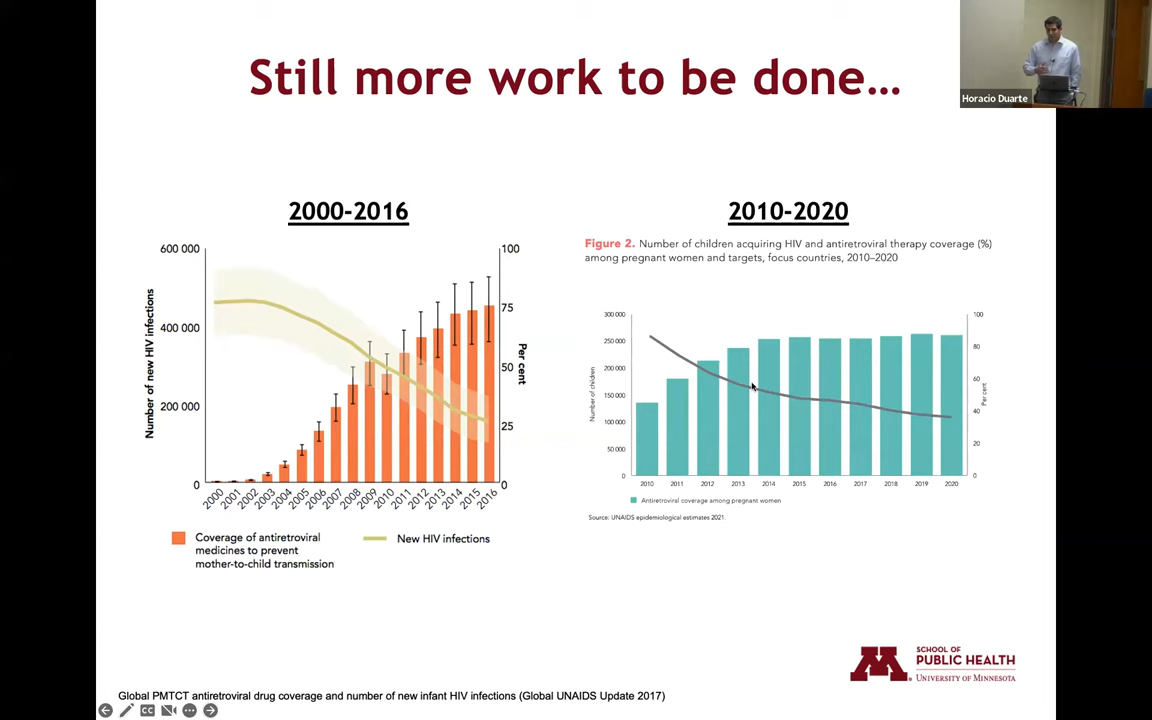 Still more work to be done…
Horacio Duarte
2000-2016
600 000
400 000
200 000
0
Number of new HIV infections
100
75
50
25
0
Per cent
2000 2001 2002 2003 2004 2005 2006 2007 2008 2009 2010 2011 2012 2013 2014 2015 2016
Coverage of antiretroviral
medicines to prevent
mother-to-child transmission
New HIV infections
2010-2020
Figure 2. Number of children acquiring HIV and antiretroviral therapy coverage (%)
among pregnant women and targets, focus countries, 2010–2020
300 000
250 000
200 000
150 000
100 000
50 000
0
Number of children
100
80
60
40
20
0
Per cent
2010 2011 2012 2013 2014 2015 2016 2017 2018 2019 2020
Antiretroviral coverage among pregnant women
Source: UNAIDS epidemiological estimates 2021.
M
SCHOOL OF
PUBLIC HEALTH
UNIVERSITY OF MINNESOTA
Global PMTCT antiretroviral drug coverage and number of new infant HIV infections (Global UNAIDS Update 2017)
CC